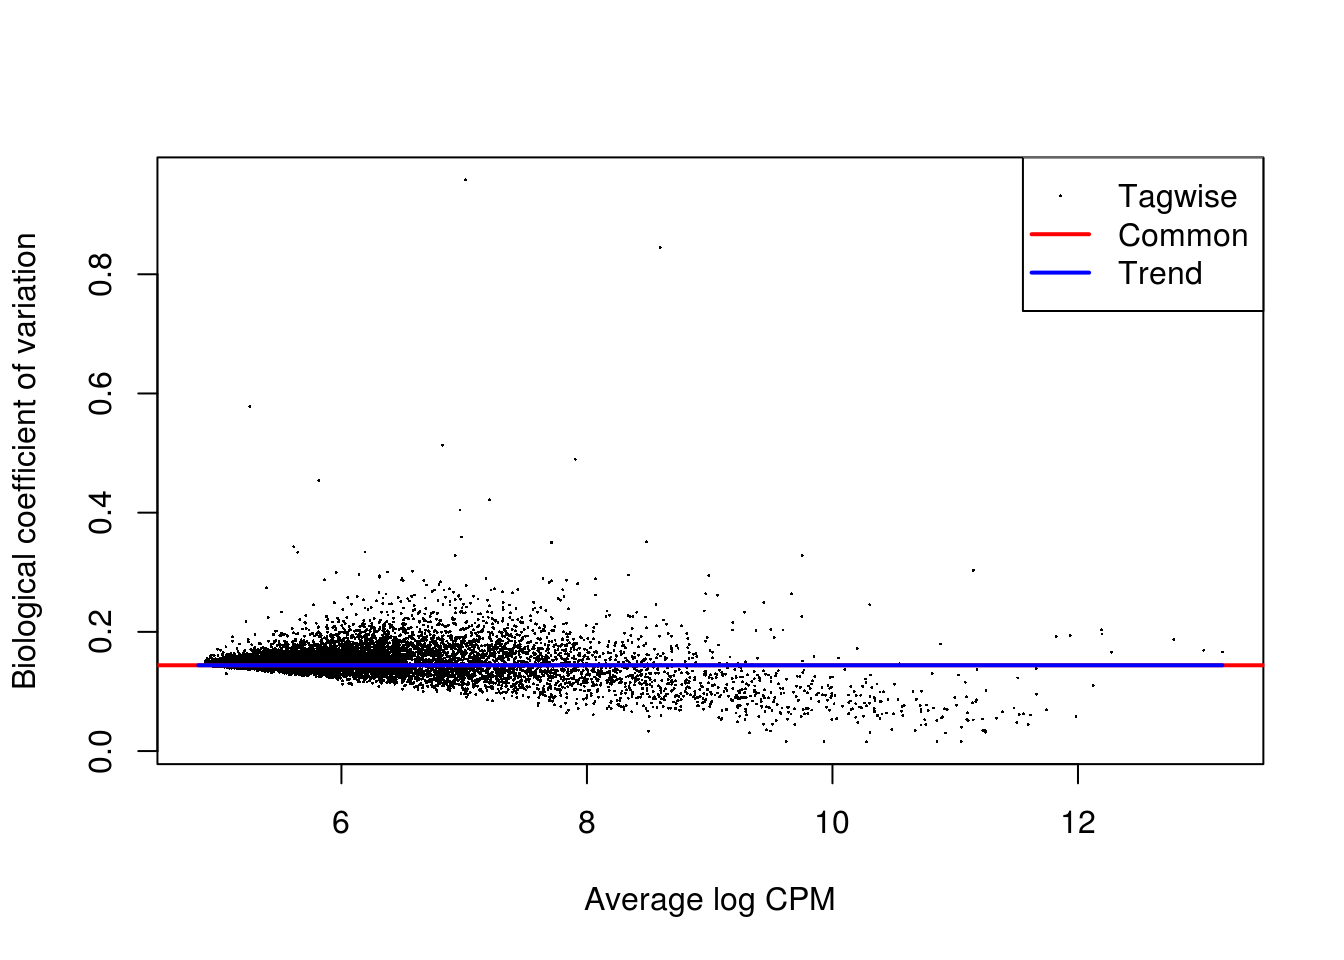 Tagwise
Common
Trend
Biological coefficient of variation
0.8
0.6
0.4
0.2
0.0
6 8 10 12
Average log CPM